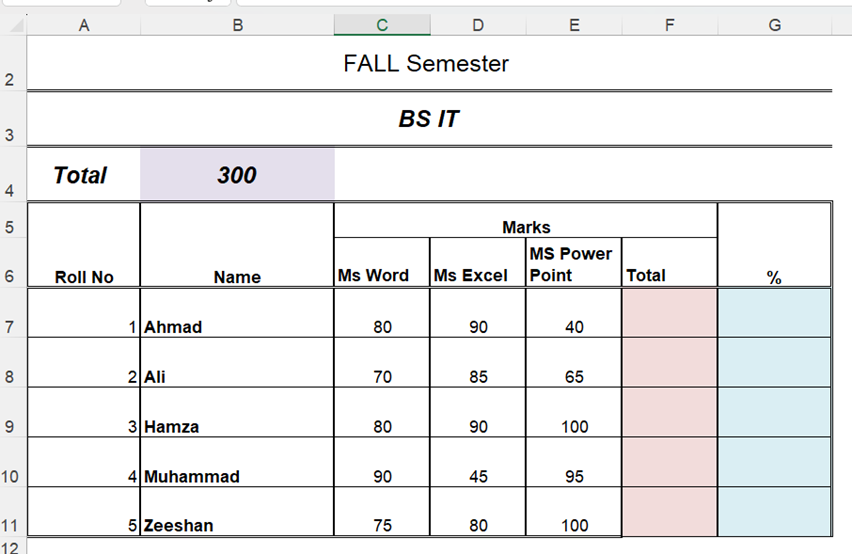 A B C D E F G
2 FALL Semester
3 BS IT
4 Total 300
5 Marks
6 Roll No Name Ms Word Ms Excel MS Power Point Total %
7 1 Ahmad 80 90 40
8 2 Ali 70 85 65
9 3 Hamza 80 90 100
10 4 Muhammad 90 45 95
11 5 Zeeshan 75 80 100
12